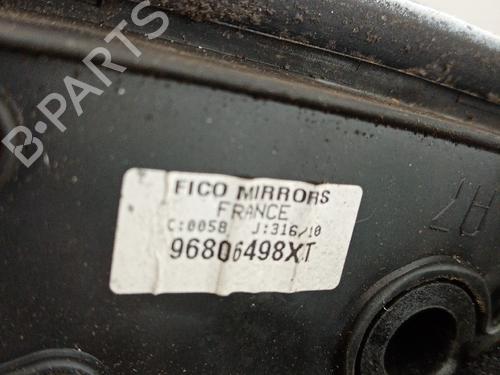 B-PARTS
FICO MIRRORS
FRANCE
C:0058 J:316/10
96806498XT